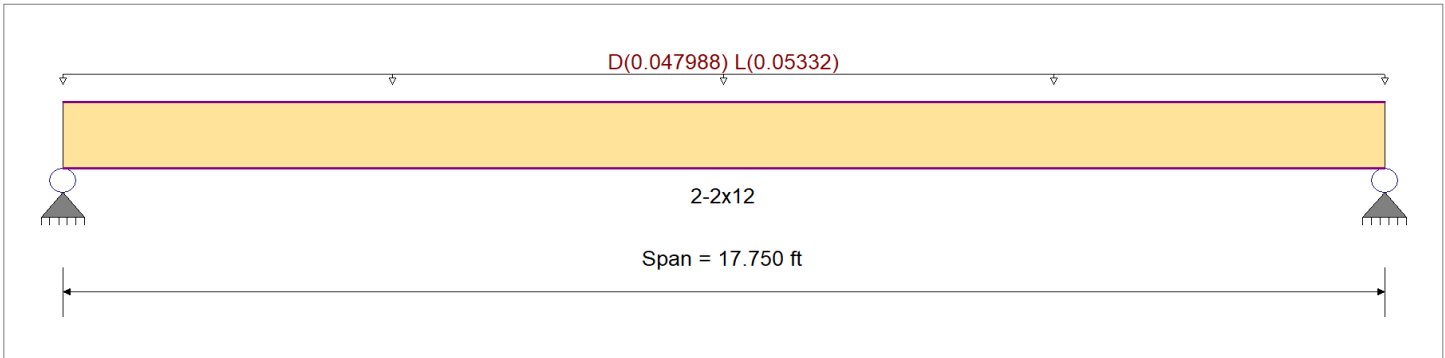 D(0.047988) L(0.05332)
2-2x12
Span = 17.750 ft